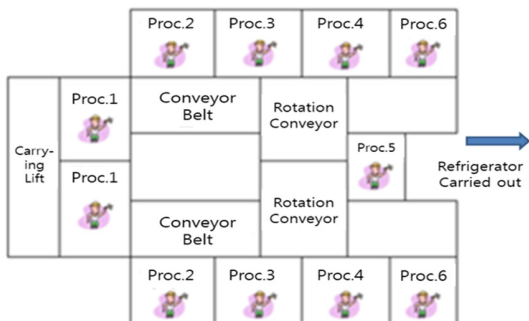 Proc.2
Proc.3
Proc.4
Proc.6
Proc.1
Conveyor
Belt
Rotation
Conveyor
Carry-
ing
Lift
Proc.5
Refrigerator
Carried out
Proc.1
Rotation
Conveyor
Conveyor
Belt
Proc.2
Proc.3
Proc.4
Proc.6